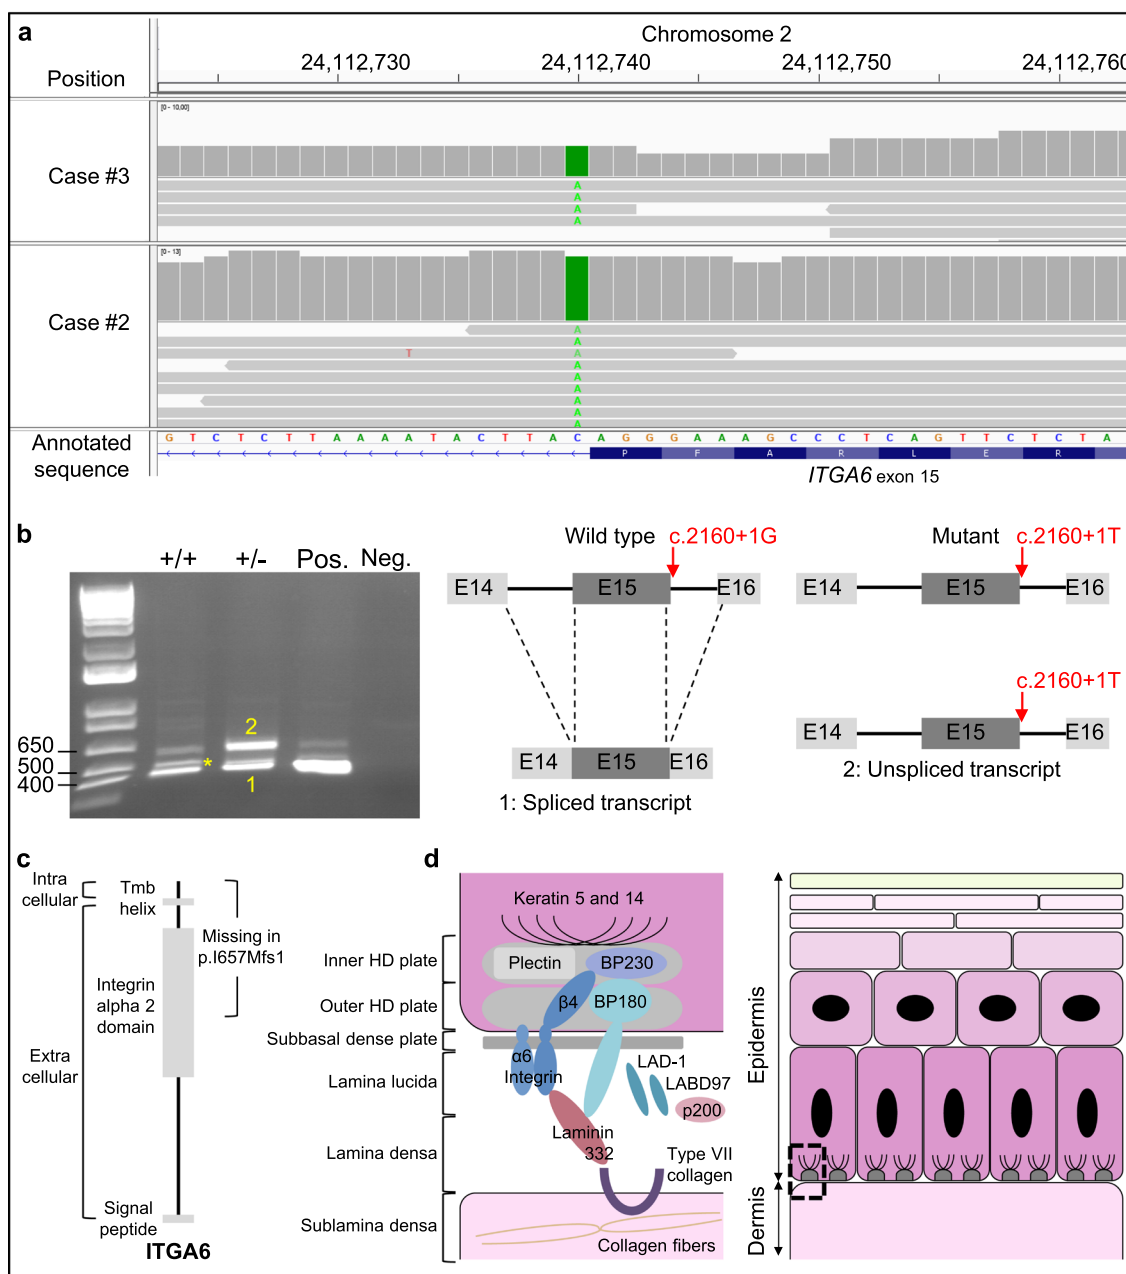 a
Chromosome 2
Position
24,112,730
24,112,740
24,112,750
24,112,760
[0 - 10,00]
Case #3
A
A
A
A
[0 - 13]
Case #2
A
A
T A
A
A
A
A
A
A
Annotated sequence
G T C T C T T A A A A T A C T T A C A G G G A A A G C C C T C A G T T C T C T A
P F A R L E R
ITGA6 exon 15
b
+/+ +/- Pos. Neg.
650
500
400
2
*
1
Wild type c.2160+1G
E14 E15 E16
E14 E15 E16
1: Spliced transcript
Mutant c.2160+1T
E14 E15 E16
c.2160+1T
E14 E15 E16
2: Unspliced transcript
c
Intra
cellular
Tmb
helix
Missing in
p.I657Mfs1
Integrin
alpha 2
domain
Extra
cellular
Signal
peptide
ITGA6
d
Keratin 5 and 14
Inner HD plate
Plectin
BP230
Outer HD plate
β4
BP180
Subbasal dense plate
α6
Integrin
LAD-1
Lamina lucida
LABD97
p200
Laminin
332
Lamina densa
Type VII
collagen
Sublamina densa
Collagen fibers
Epidermis
Dermis